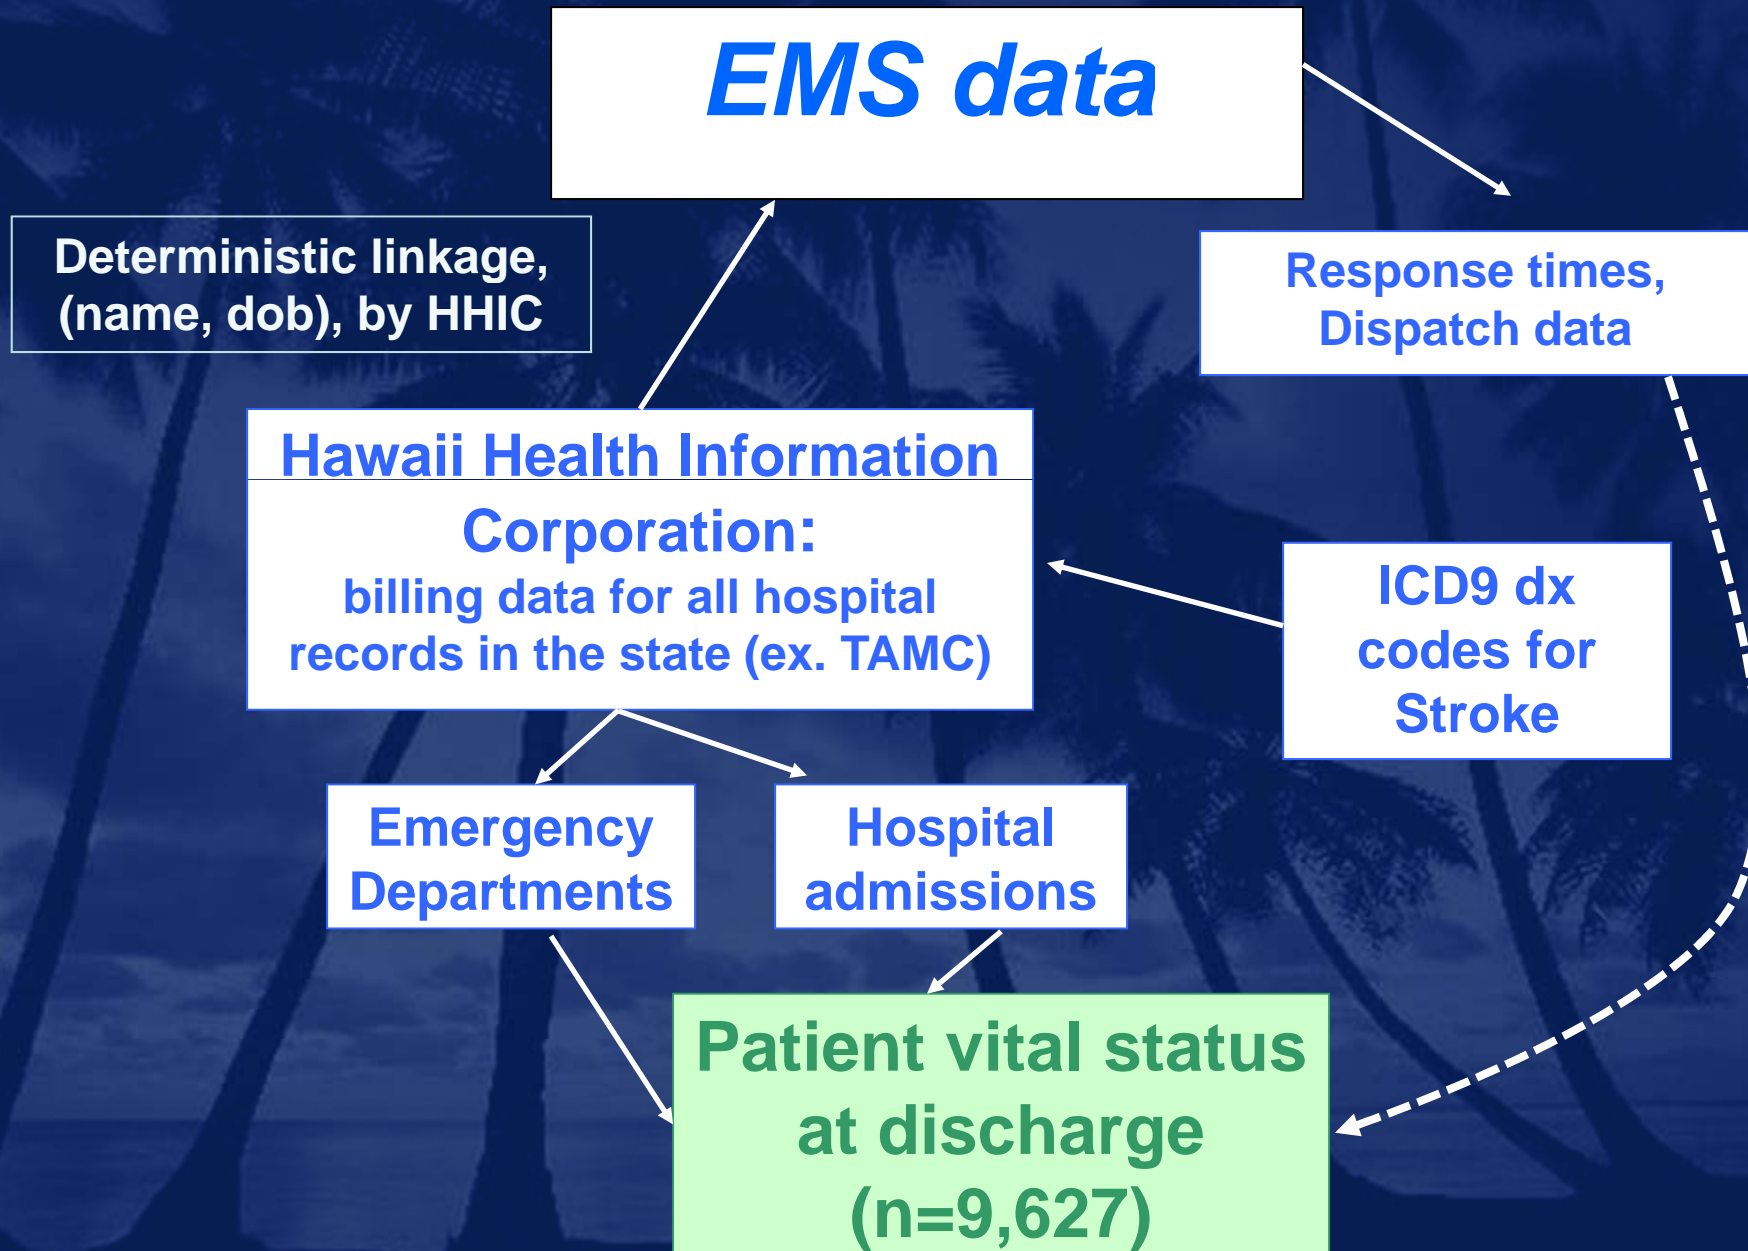 EMS data
Deterministic linkage,
(name, dob), by HHIC
Response times,
Dispatch data
Hawaii Health Information
Corporation:
billing data for all hospital
records in the state (ex. TAMC)
ICD9 dx
codes for
Stroke
Emergency
Departments
Hospital
admissions
Patient vital status
at discharge
(n=9,627)